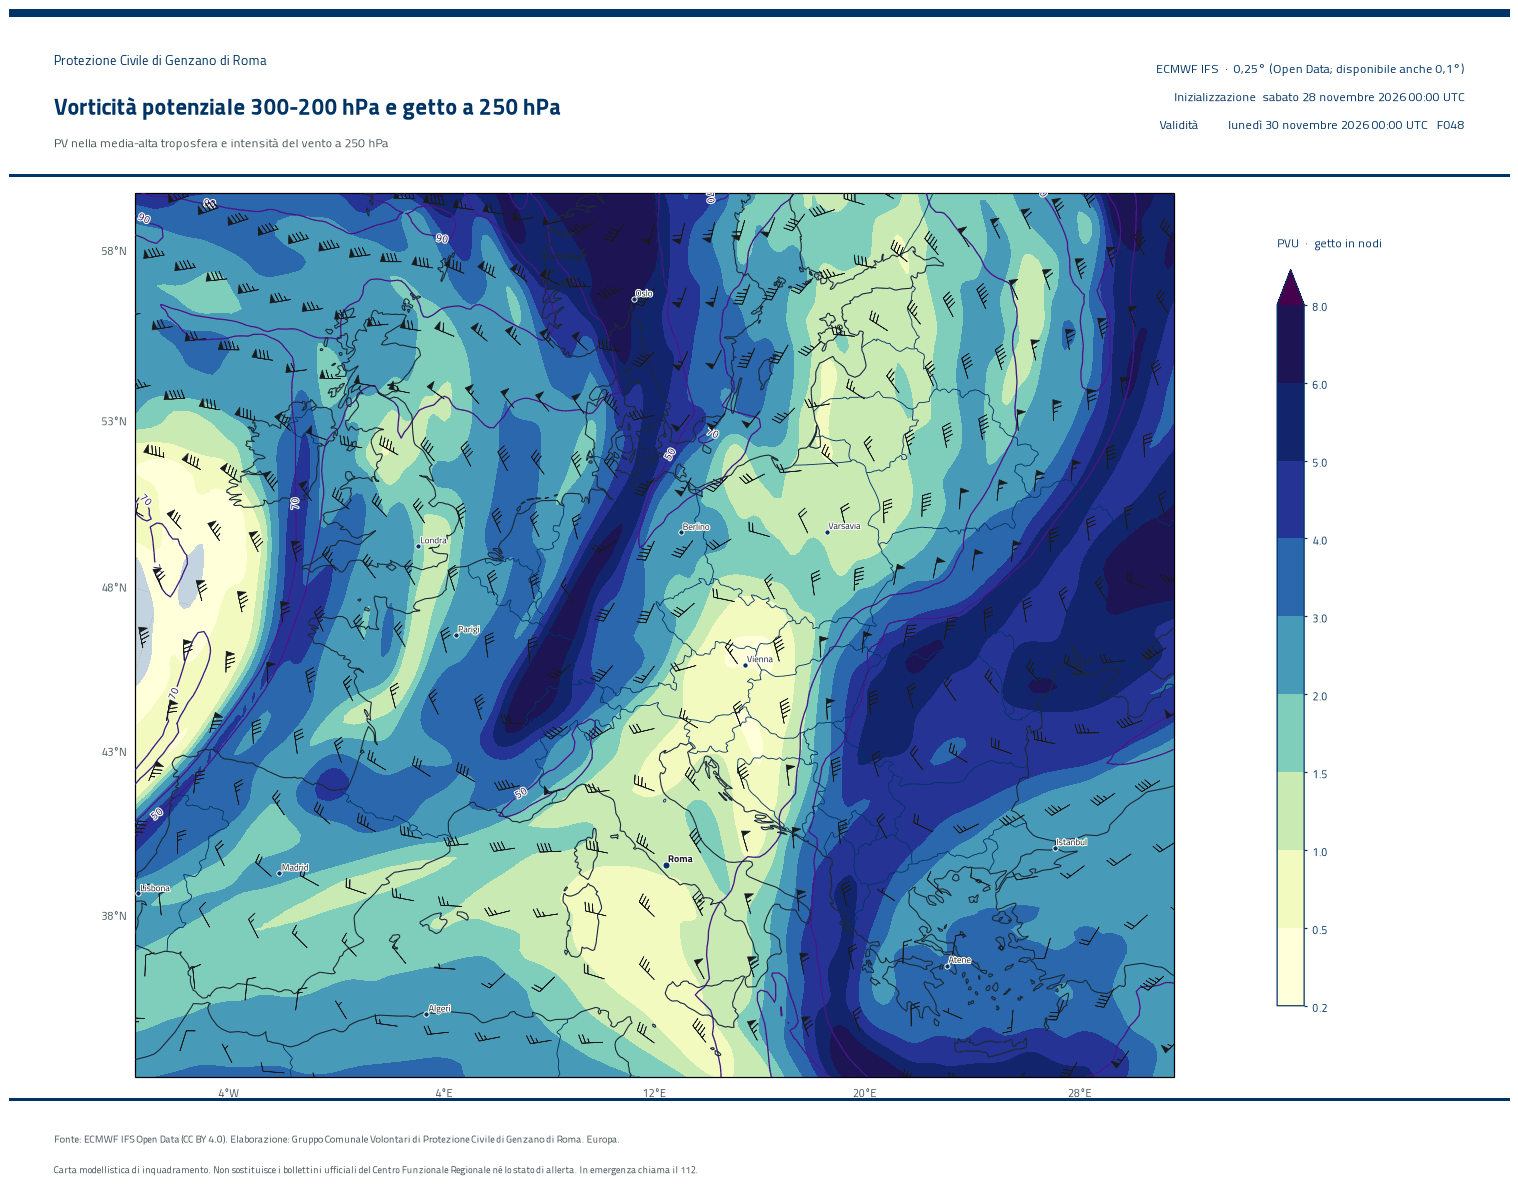 Protezione Civile di Genzano di Roma
Vorticità potenziale 300-200 hPa e getto a 250 hPa
PV nella media-alta troposfera e intensità del vento a 250 hPa
ECMWF IFS · 0,25° (Open Data; disponibile anche 0,1°)
Inizializzazione sabato 28 novembre 2026 00:00 UTC
Validità lunedì 30 novembre 2026 00:00 UTC F048
PVU · getto in nodi
8.0
6.0
5.0
4.0
3.0
2.0
1.5
1.0
0.5
0.2
58°N
53°N
48°N
43°N
38°N
4°W
4°E
12°E
20°E
28°E
90
90
70
50
70
70
70
50
50
Oslo
Berlino
Varsavia
Londra
Parigi
Vienna
Roma
Madrid
Lisbona
Istanbul
Atene
Algeri
Fonte: ECMWF IFS Open Data (CC BY 4.0). Elaborazione: Gruppo Comunale Volontari di Protezione Civile di Genzano di Roma. Europa.
Carta modellistica di inquadramento. Non sostituisce i bollettini ufficiali del Centro Funzionale Regionale né lo stato di allerta. In emergenza chiama il 112.